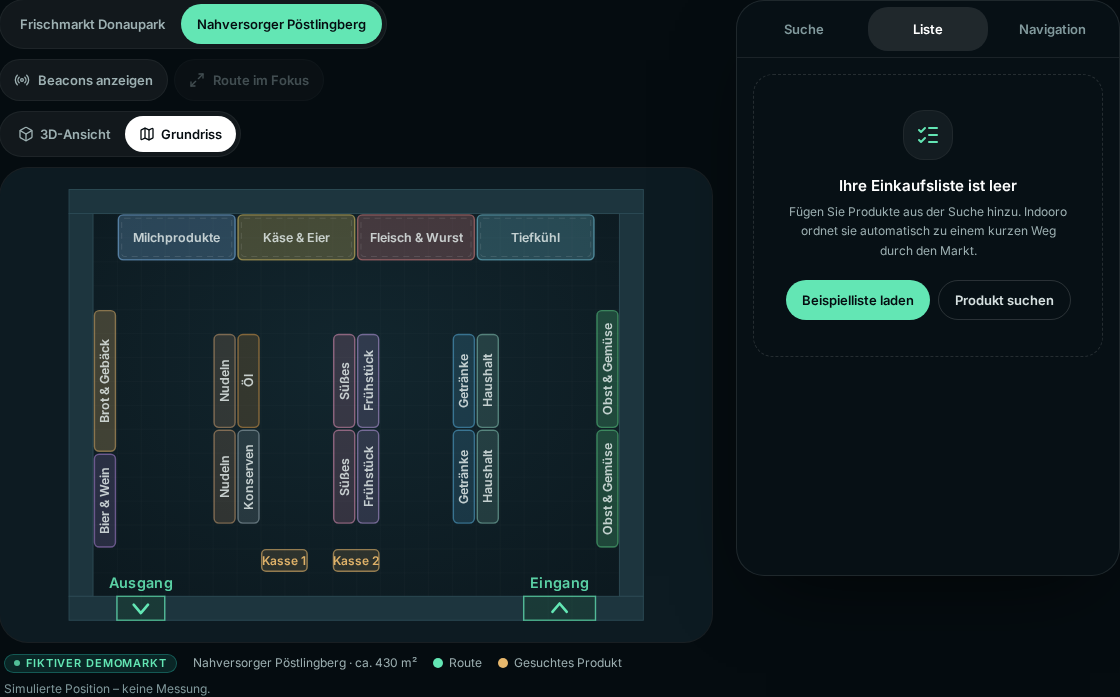 Frischmarkt Donaupark
Nahversorger Pöstlingberg
Beacons anzeigen
Route im Fokus
3D-Ansicht
Grundriss
Milchprodukte
Käse & Eier
Fleisch & Wurst
Tiefkühl
Brot & Gebäck
Bier & Wein
Nudeln
Öl
Nudeln
Konserven
Süßes
Frühstück
Süßes
Frühstück
Getränke
Haushalt
Getränke
Haushalt
Obst & Gemüse
Obst & Gemüse
Kasse 1
Kasse 2
Ausgang
Eingang
FIKTIVER DEMOMARKT
Nahversorger Pöstlingberg · ca. 430 m²
Route
Gesuchtes Produkt
Simulierte Position – keine Messung.
Suche
Liste
Navigation
Ihre Einkaufsliste ist leer
Fügen Sie Produkte aus der Suche hinzu. Indooro
ordnet sie automatisch zu einem kurzen Weg
durch den Markt.
Beispielliste laden
Produkt suchen